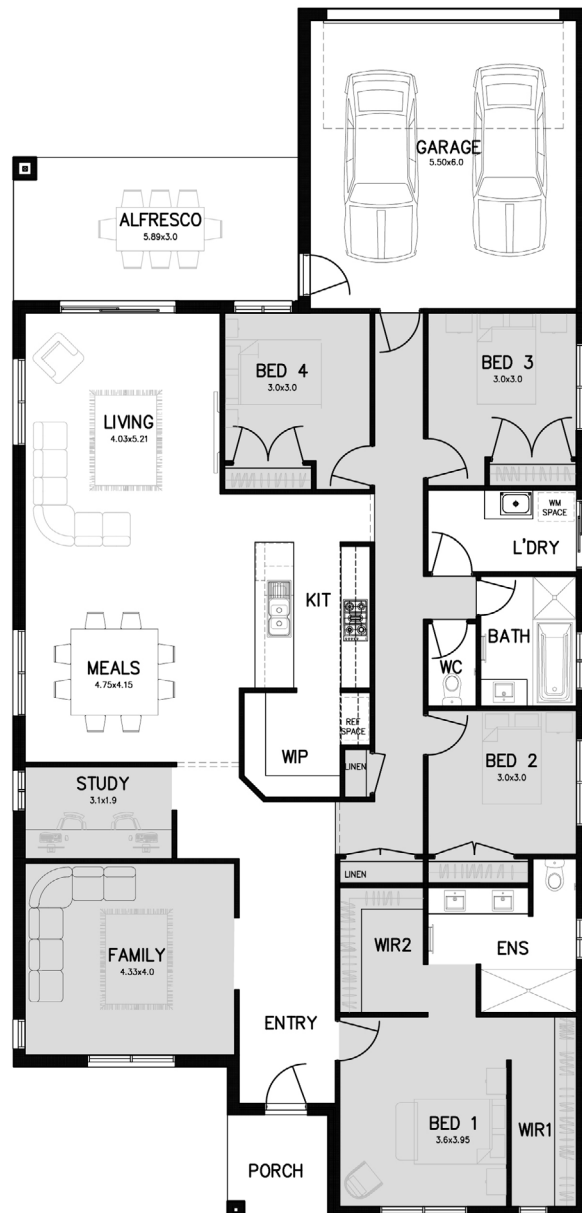 GARAGE
5.50x6.0
ALFRESCO
5.89x3.0
BED 4
3.0x3.0
BED 3
3.0x3.0
LIVING
4.03x5.21
WM
SPACE
L'DRY
KIT
BATH
WC
MEALS
4.75x4.15
REF
SPACE
WIP
LINEN
BED 2
3.0x3.0
STUDY
3.1x1.9
LINEN
FAMILY
4.33x4.0
WIR2
ENS
ENTRY
BED 1
3.6x3.95
WIR1
PORCH